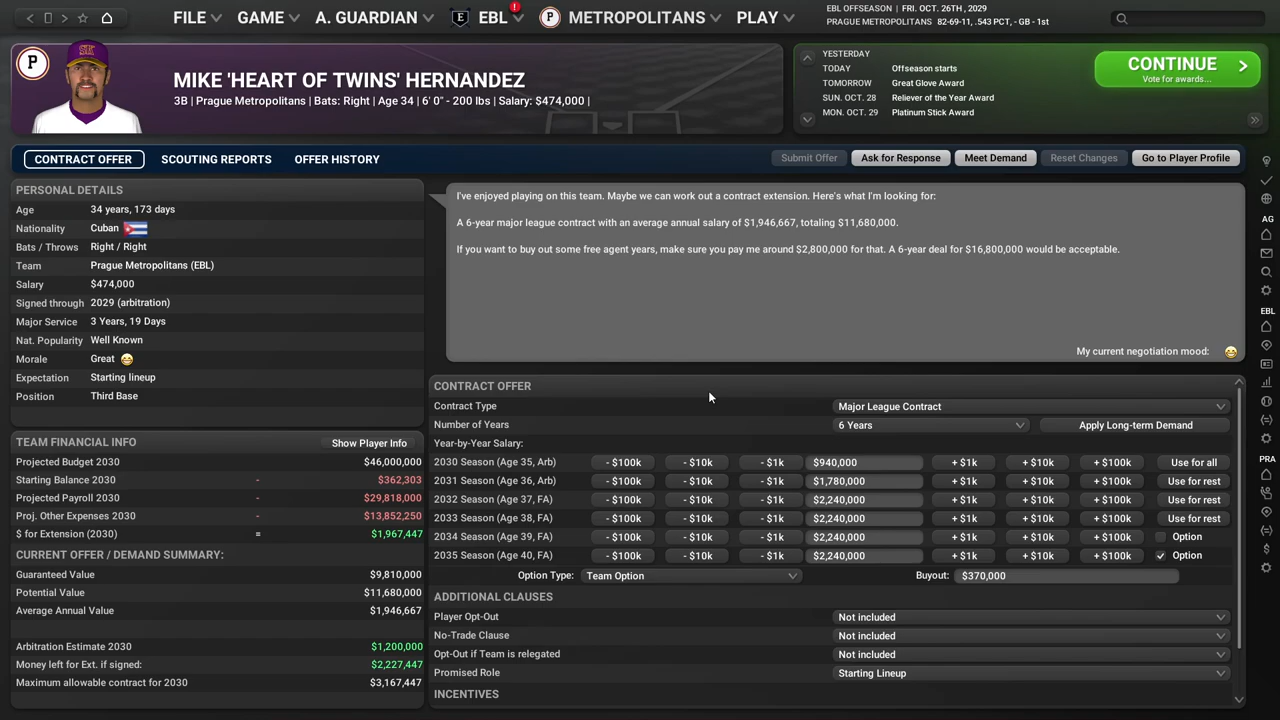 FILE
GAME
A. GUARDIAN
E
EBL
!
P
METROPOLITANS
PLAY
EBL OFFSEASON | FRI. OCT. 26TH, 2029
PRAGUE METROPOLITANS 82-69-11, .543 PCT, - GB - 1st
P
SK
MIKE 'HEART OF TWINS' HERNANDEZ
3B | Prague Metropolitans | Bats: Right | Age 34 | 6' 0" - 200 lbs | Salary: $474,000 |
YESTERDAY
TODAY Offseason starts
TOMORROW Great Glove Award
SUN. OCT. 28 Reliever of the Year Award
MON. OCT. 29 Platinum Stick Award
CONTINUE
Vote for awards...
CONTRACT OFFER
SCOUTING REPORTS
OFFER HISTORY
Submit Offer
Ask for Response
Meet Demand
Reset Changes
Go to Player Profile
PERSONAL DETAILS
Age 34 years, 173 days
Nationality Cuban
Bats / Throws Right / Right
Team Prague Metropolitans (EBL)
Salary $474,000
Signed through 2029 (arbitration)
Major Service 3 Years, 19 Days
Nat. Popularity Well Known
Morale Great
Expectation Starting lineup
Position Third Base
TEAM FINANCIAL INFO
Show Player Info
Projected Budget 2030 $46,000,000
Starting Balance 2030 - $362,303
Projected Payroll 2030 - $29,818,000
Proj. Other Expenses 2030 - $13,852,250
$ for Extension (2030) = $1,967,447
CURRENT OFFER / DEMAND SUMMARY:
Guaranteed Value $9,810,000
Potential Value $11,680,000
Average Annual Value $1,946,667
Arbitration Estimate 2030 $1,200,000
Money left for Ext. if signed: $2,227,447
Maximum allowable contract for 2030 $3,167,447
I've enjoyed playing on this team. Maybe we can work out a contract extension. Here's what I'm looking for:
A 6-year major league contract with an average annual salary of $1,946,667, totaling $11,680,000.
If you want to buy out some free agent years, make sure you pay me around $2,800,000 for that. A 6-year deal for $16,800,000 would be acceptable.
My current negotiation mood:
CONTRACT OFFER
Contract Type Major League Contract
Number of Years 6 Years Apply Long-term Demand
Year-by-Year Salary:
2030 Season (Age 35, Arb) - $100k - $10k - $1k $940,000 + $1k + $10k + $100k Use for all
2031 Season (Age 36, Arb) - $100k - $10k - $1k $1,780,000 + $1k + $10k + $100k Use for rest
2032 Season (Age 37, FA) - $100k - $10k - $1k $2,240,000 + $1k + $10k + $100k Use for rest
2033 Season (Age 38, FA) - $100k - $10k - $1k $2,240,000 + $1k + $10k + $100k Use for rest
2034 Season (Age 39, FA) - $100k - $10k - $1k $2,240,000 + $1k + $10k + $100k Option
2035 Season (Age 40, FA) - $100k - $10k - $1k $2,240,000 + $1k + $10k + $100k Option
Option Type: Team Option Buyout: $370,000
ADDITIONAL CLAUSES
Player Opt-Out Not included
No-Trade Clause Not included
Opt-Out if Team is relegated Not included
Promised Role Starting Lineup
INCENTIVES
AG
EBL
PRA